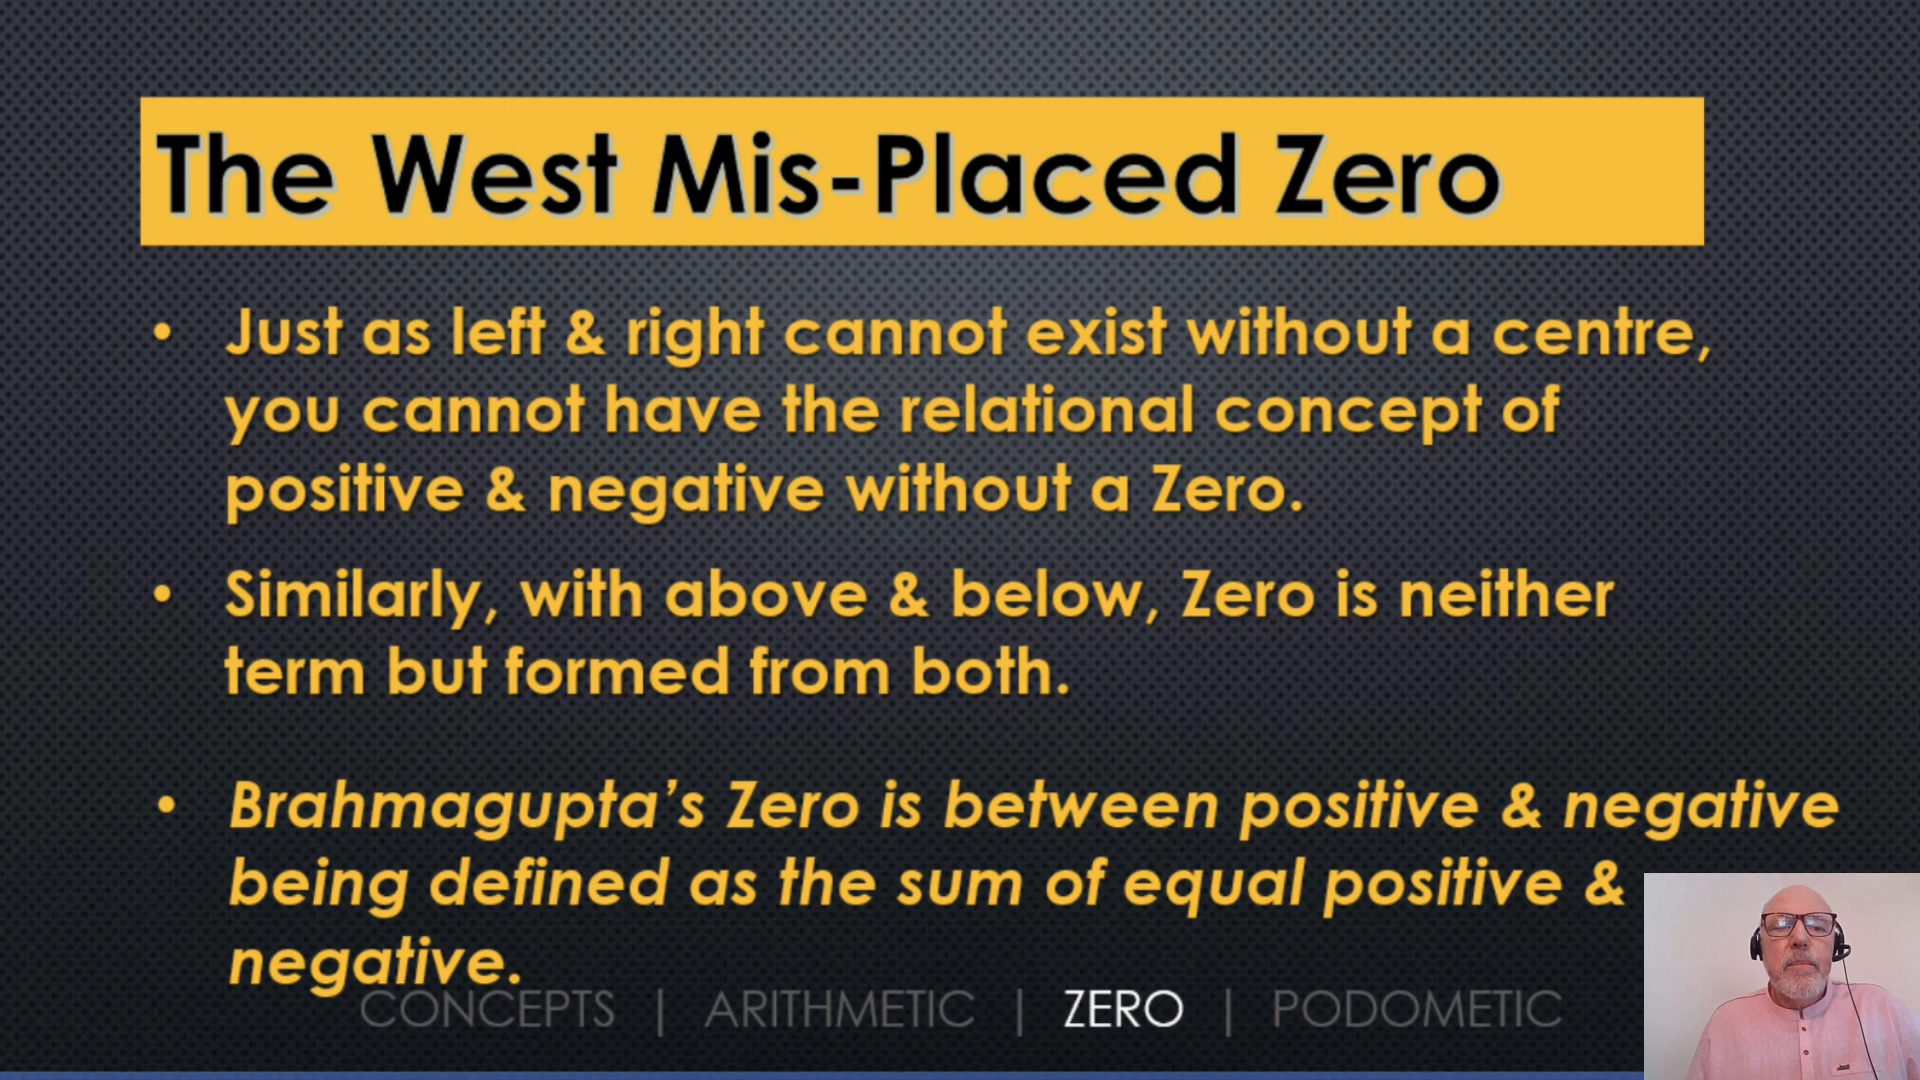 The West Mis-Placed Zero
• Just as left & right cannot exist without a centre,
you cannot have the relational concept of
positive & negative without a Zero.
• Similarly, with above & below, Zero is neither
term but formed from both.
• Brahmagupta’s Zero is between positive & negative
being defined as the sum of equal positive &
negative.
CONCEPTS | ARITHMETIC | ZERO | PODOMETIC